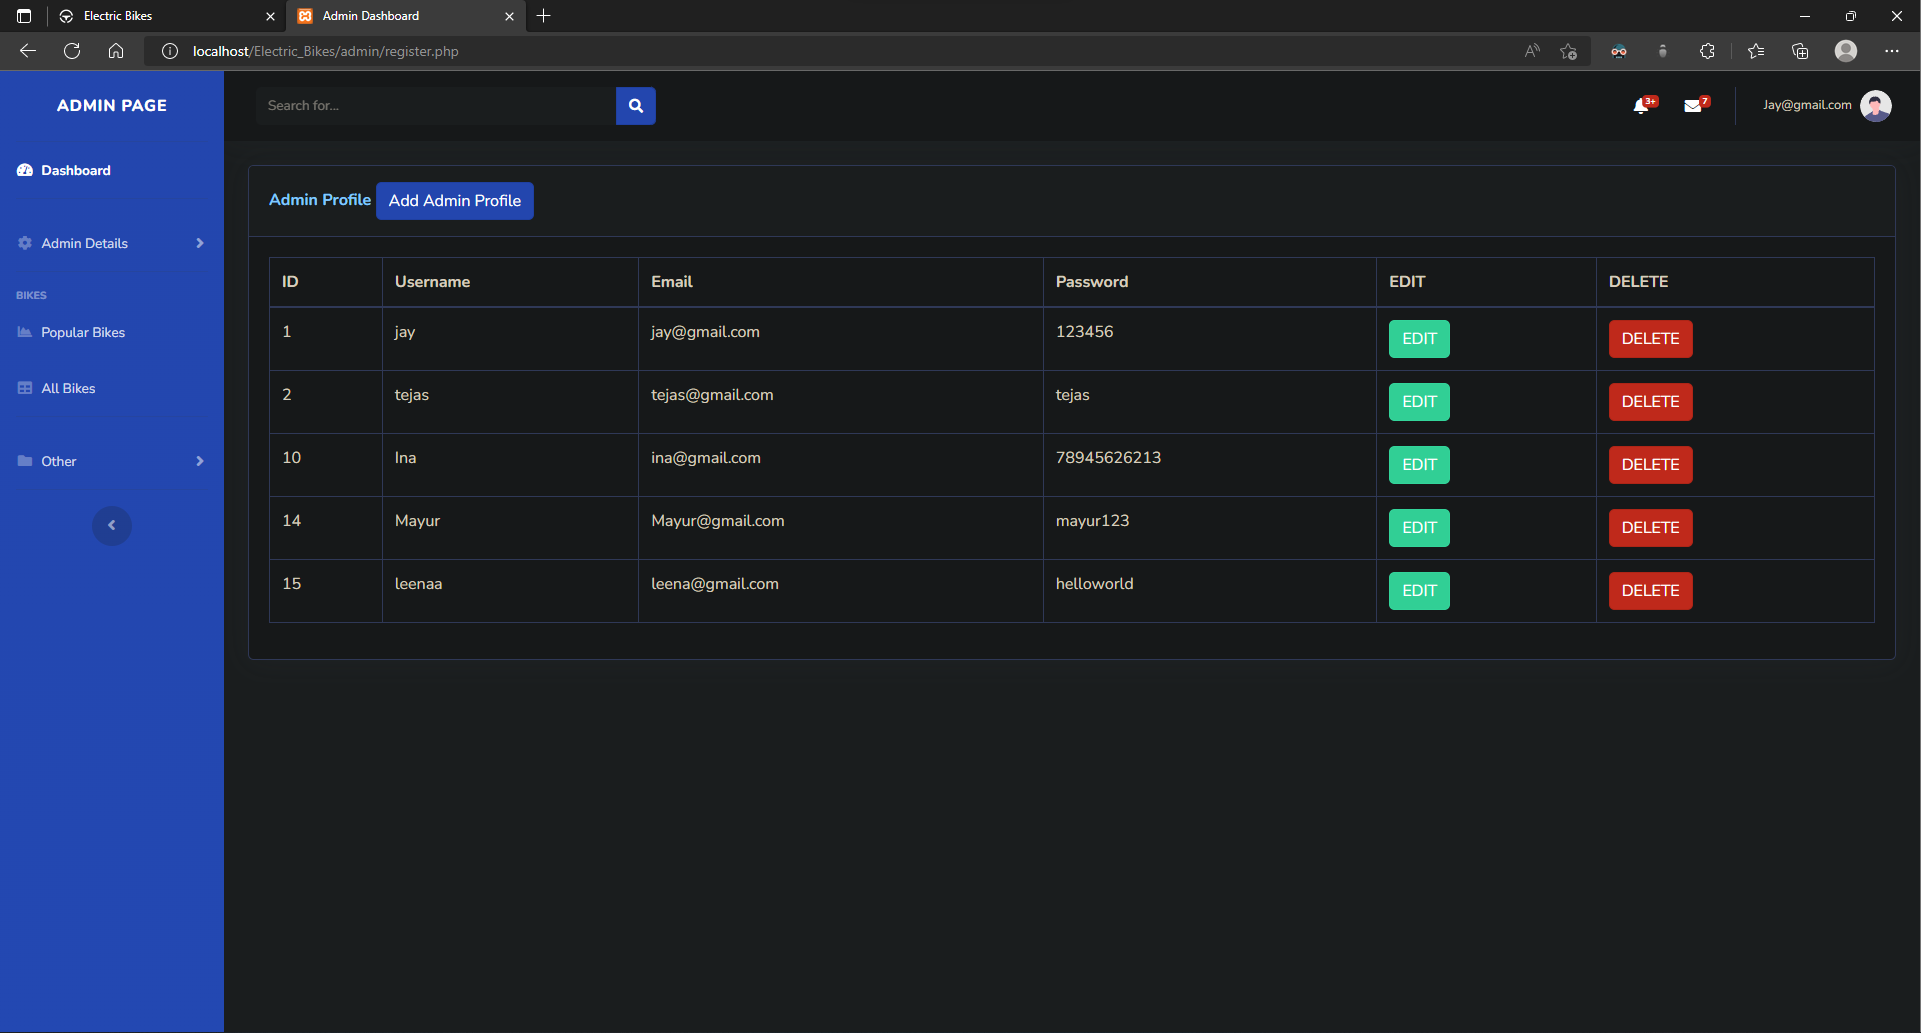 Electric Bikes
Admin Dashboard
localhost/Electric_Bikes/admin/register.php
ADMIN PAGE
Search for...
3+
7
Jay@gmail.com
Dashboard
Admin Details
BIKES
Popular Bikes
All Bikes
Other
Admin Profile Add Admin Profile
ID Username Email Password EDIT DELETE
1 jay jay@gmail.com 123456 EDIT DELETE
2 tejas tejas@gmail.com tejas EDIT DELETE
10 Ina ina@gmail.com 78945626213 EDIT DELETE
14 Mayur Mayur@gmail.com mayur123 EDIT DELETE
15 leenaa leena@gmail.com helloworld EDIT DELETE